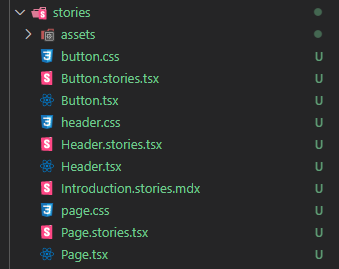 stories
assets
button.css U
Button.stories.tsx U
Button.tsx U
header.css U
Header.stories.tsx U
Header.tsx U
Introduction.stories.mdx U
page.css U
Page.stories.tsx U
Page.tsx U